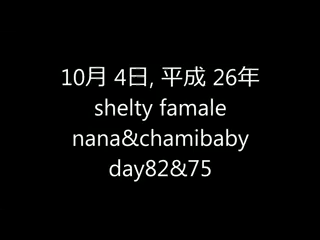 10月 4日, 平成 26年
shelty famale
nana&chamibaby
day82&75